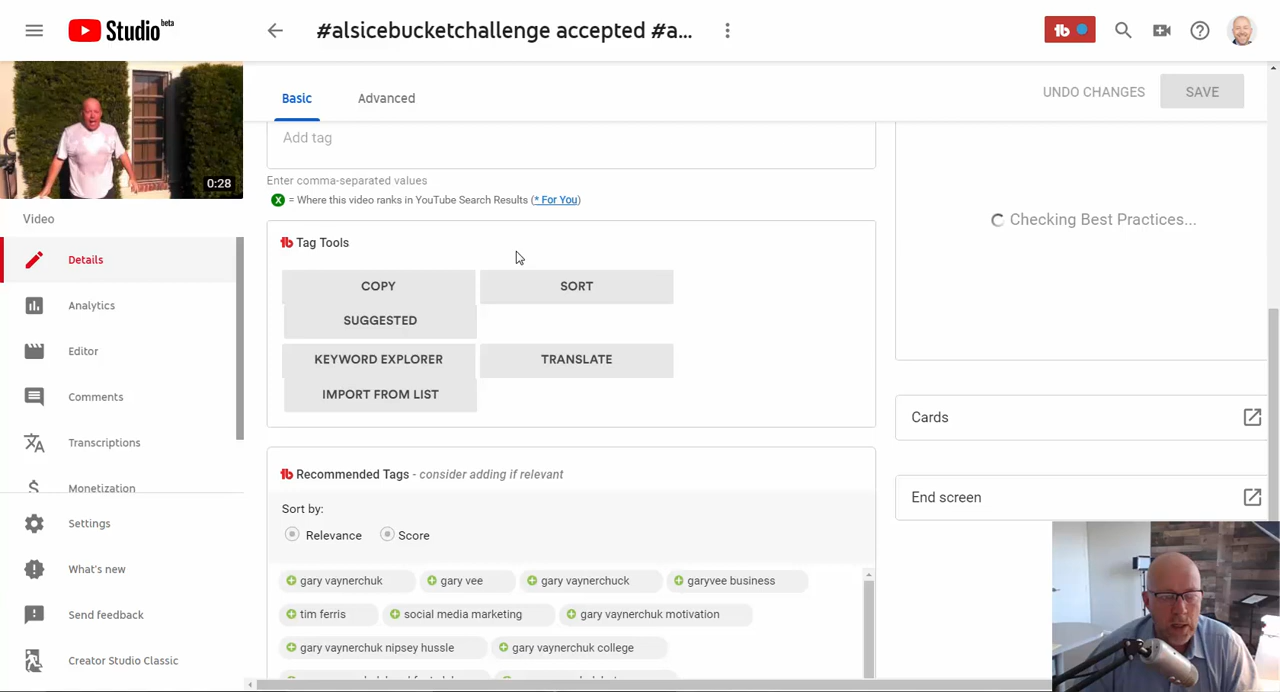 Studio beta
#alsicebucketchallenge accepted #a...
tb
0:28
Video
Details
Analytics
Editor
Comments
Transcriptions
Monetization
Settings
What's new
Send feedback
Creator Studio Classic
Basic
Advanced
UNDO CHANGES
SAVE
Add tag
Enter comma-separated values
X = Where this video ranks in YouTube Search Results (* For You)
tb Tag Tools
COPY
SORT
SUGGESTED
KEYWORD EXPLORER
TRANSLATE
IMPORT FROM LIST
tb Recommended Tags - consider adding if relevant
Sort by:
Relevance
Score
gary vaynerchuk
gary vee
gary vaynerchuck
garyvee business
tim ferris
social media marketing
gary vaynerchuk motivation
gary vaynerchuk nipsey hussle
gary vaynerchuk college
Checking Best Practices...
Cards
End screen